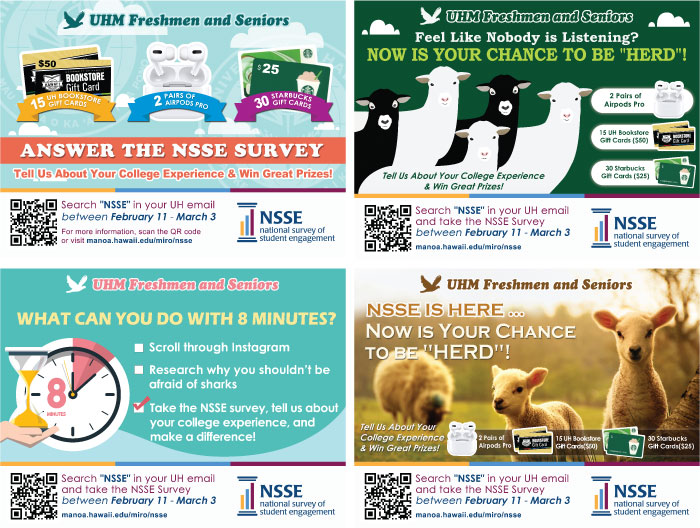 UHM Freshmen and Seniors
$50
BOOKSTORE
Gift Card
$25
15 UH BOOKSTORE
GIFT CARDS
2 PAIRS OF
AIRPODS PRO
30 STARBUCKS
GIFT CARDS
ANSWER THE NSSE SURVEY
Tell Us About Your College Experience & Win Great Prizes!
Search "NSSE" in your UH email
between February 11 - March 3
For more information, scan the QR code
or visit manoa.hawaii.edu/miro/nsse
NSSE
national survey of
student engagement
UHM Freshmen and Seniors
Feel Like Nobody is Listening?
NOW IS YOUR CHANCE TO BE "HERD"!
2 Pairs of
Airpods Pro
15 UH Bookstore
Gift Cards ($50)
30 Starbucks
Gift Cards ($25)
Tell Us About Your College Experience
& Win Great Prizes!
Search "NSSE" in your UH email
and take the NSSE Survey
between February 11 - March 3
manoa.hawaii.edu/miro/nsse
NSSE
national survey of
student engagement
UHM Freshmen and Seniors
WHAT CAN YOU DO WITH 8 MINUTES?
8
MINUTES
Scroll through Instagram
Research why you shouldn't be
afraid of sharks
Take the NSSE survey, tell us about
your college experience, and
make a difference!
Search "NSSE" in your UH email
and take the NSSE Survey
between February 11 - March 3
manoa.hawaii.edu/miro/nsse
NSSE
national survey of
student engagement
UHM Freshmen and Seniors
NSSE IS HERE ...
NOW IS YOUR CHANCE
TO BE "HERD"!
Tell Us About Your
College Experience
& Win Great Prizes!
2 Pairs of
Airpods Pro
BOOKSTORE
15 UH Bookstore
Gift Cards($50)
30 Starbucks
Gift Cards($25)
Search "NSSE" in your UH email
and take the NSSE Survey
between February 11 - March 3
manoa.hawaii.edu/miro/nsse
NSSE
national survey of
student engagement